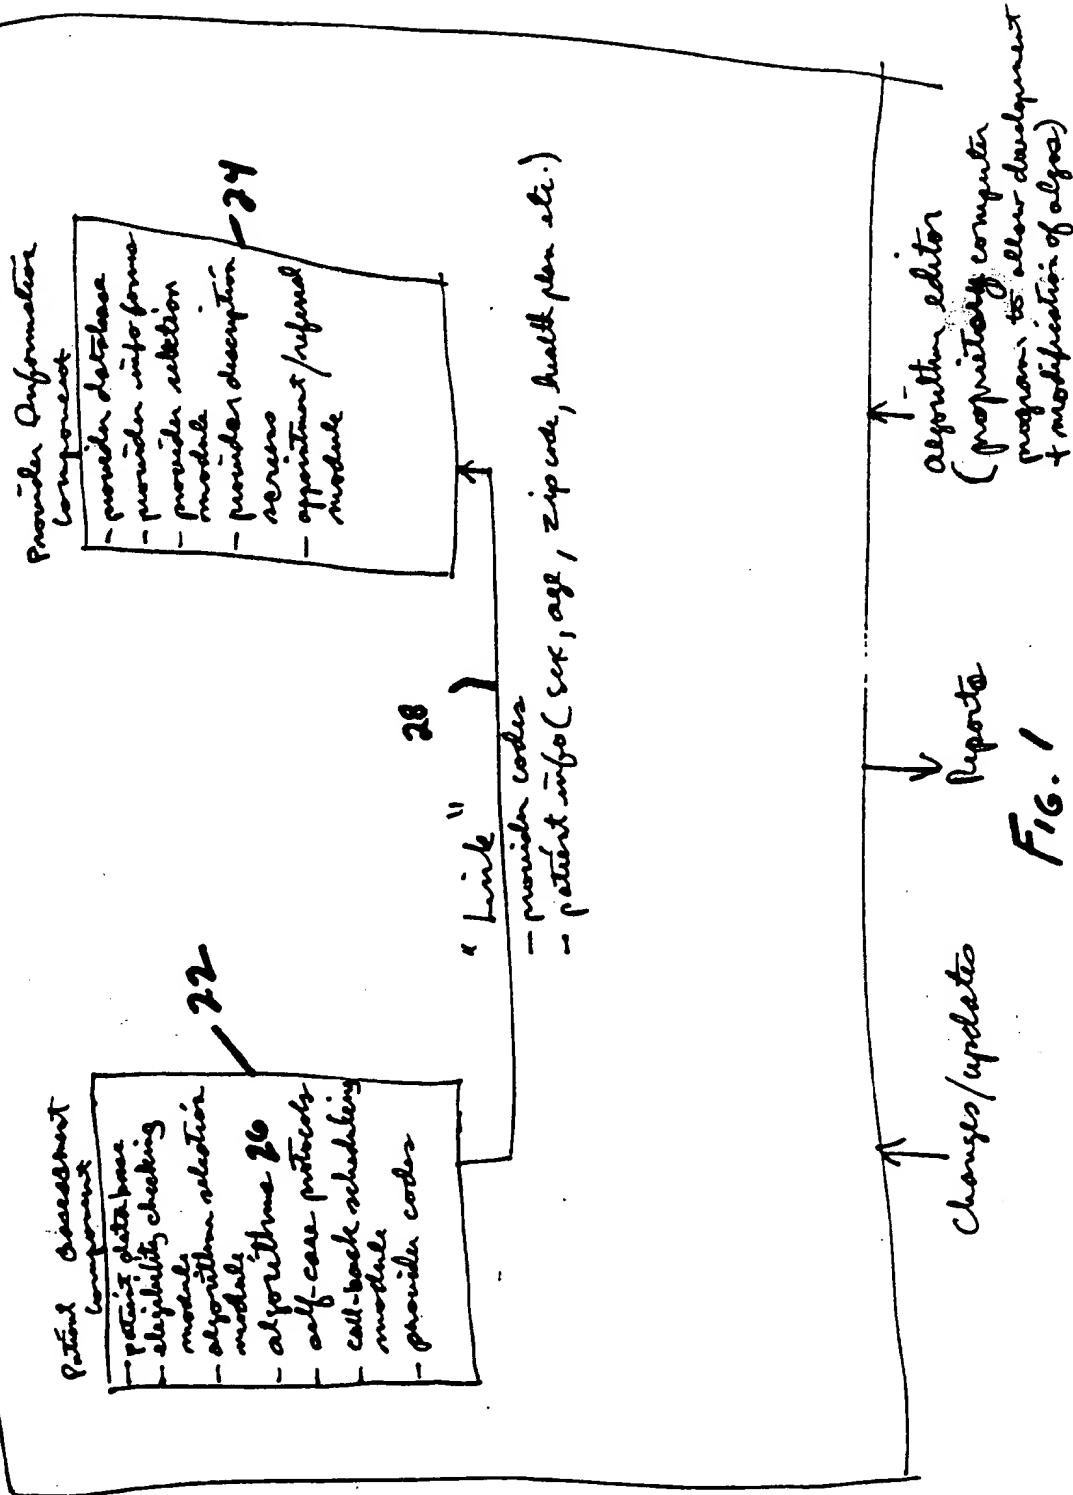 Patient Assessment
Component
- patient database
- eligibility checking
module
- algorithm selection
module
- algorithms 26
- self-care protocols
- call-back scheduling
module
- provider codes
22
Provider Information
Component
- provider database
- provider info forms
- provider selection
module
- provider description
screens
- appointment/referral
module
24
28
"Link"
- provider codes
- patient info (sex, age, zip code, health plan etc.)
Changes/updates
Reports
algorithm editor
(proprietary computer
program to allow development
+ modification of algos)
FIG. 1